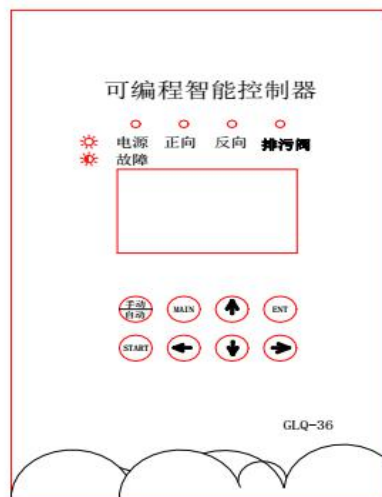 可编程智能控制器
电源 正向 反向 排污阀
故障
手动 MAIN ENT
自动
START
GLQ-36